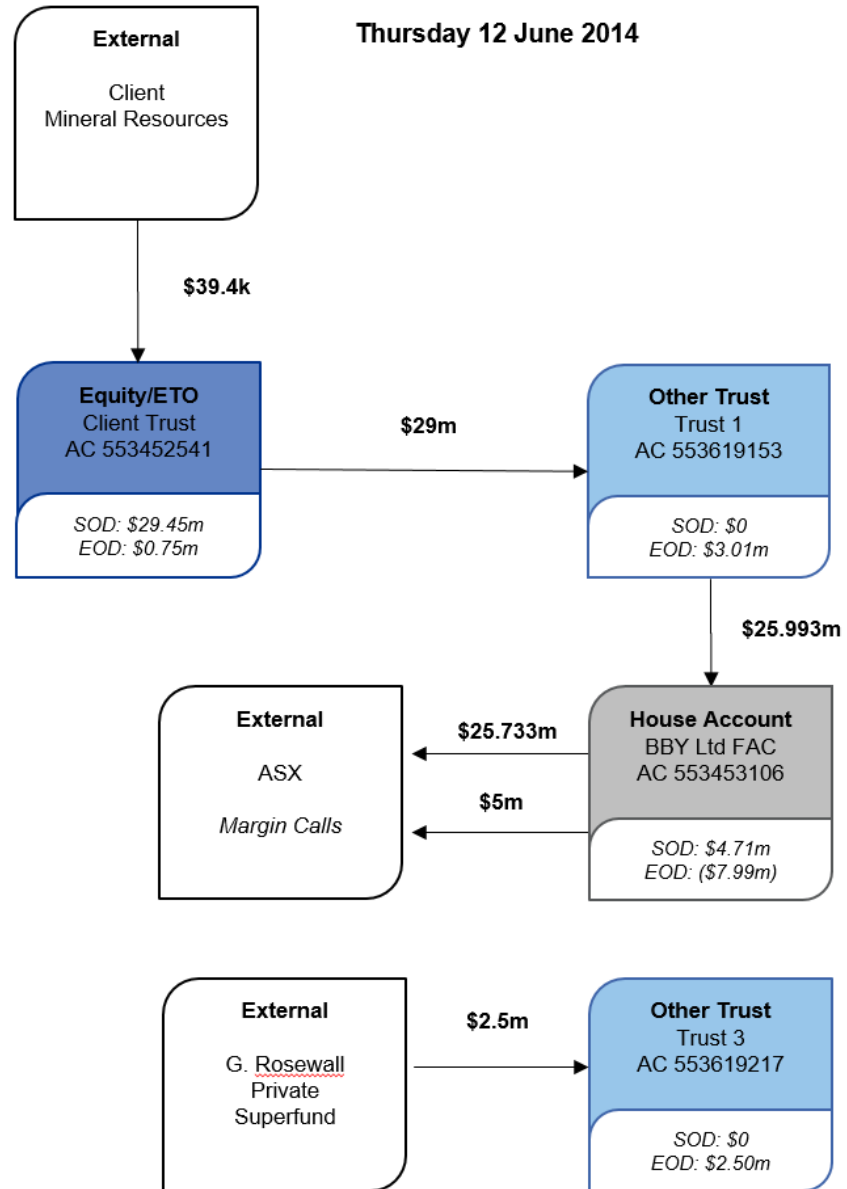 Thursday 12 June 2014
External
Client
Mineral Resources
$39.4k
Equity/ETO
Client Trust
AC 553452541
SOD: $29.45m
EOD: $0.75m
$29m
Other Trust
Trust 1
AC 553619153
SOD: $0
EOD: $3.01m
$25.993m
External
ASX
Margin Calls
$25.733m
$5m
House Account
BBY Ltd FAC
AC 553453106
SOD: $4.71m
EOD: ($7.99m)
External
G. Rosewall
Private
Superfund
$2.5m
Other Trust
Trust 3
AC 553619217
SOD: $0
EOD: $2.50m